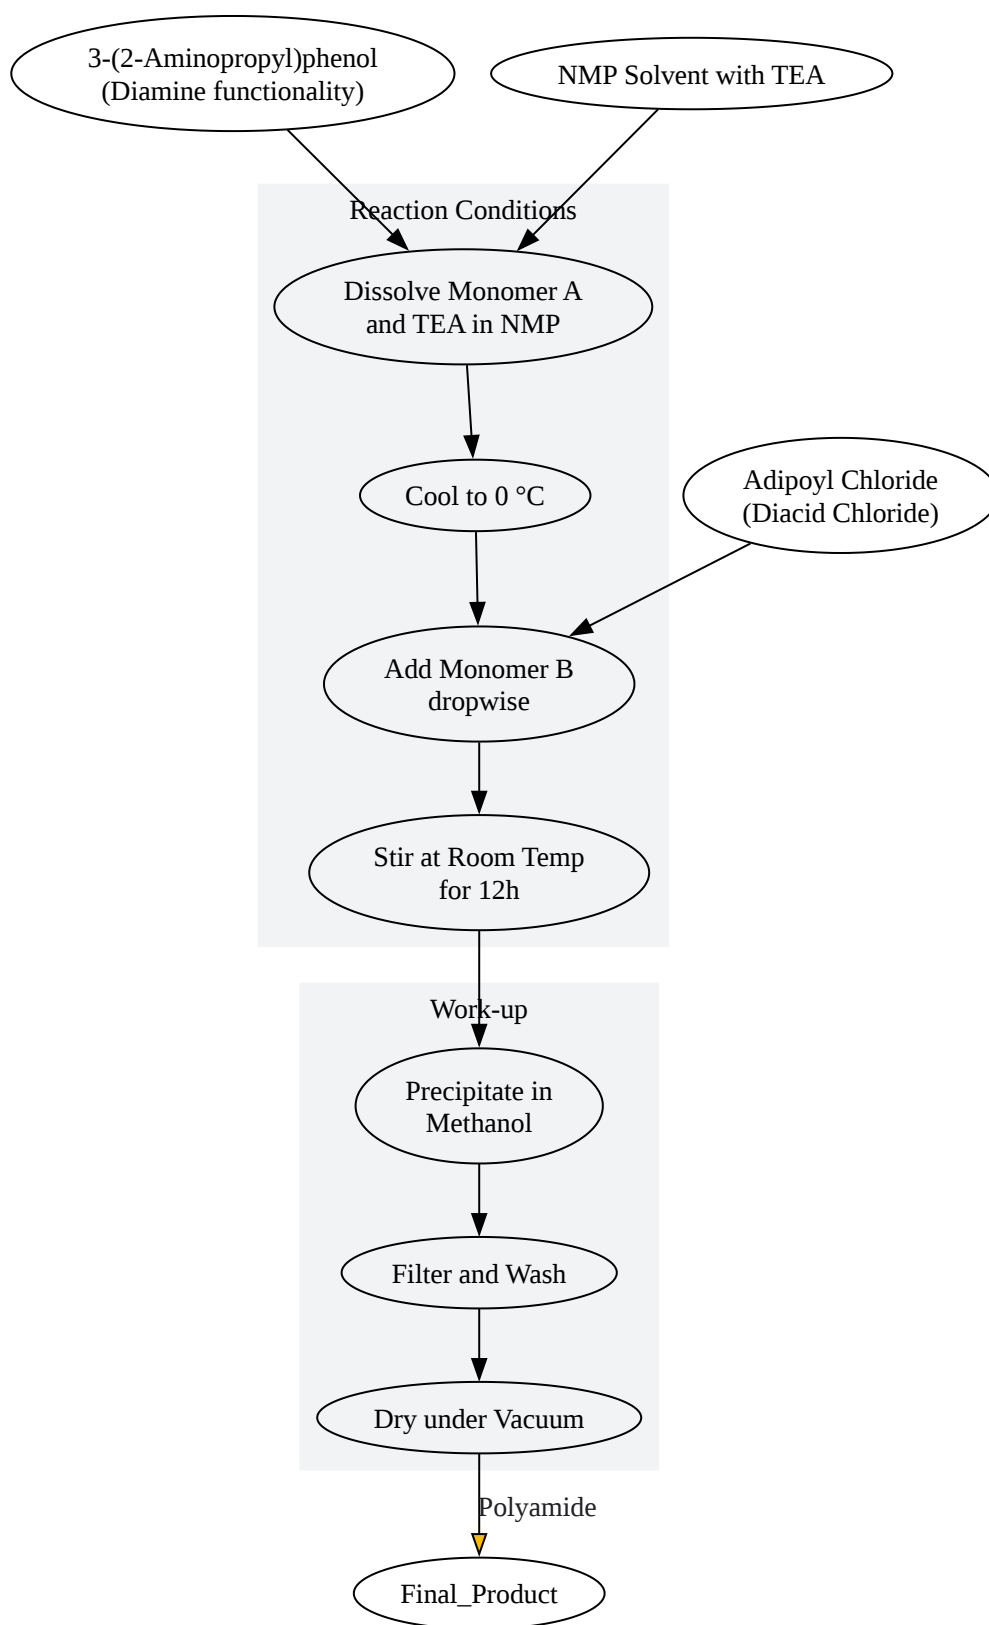 3-(2-Aminopropyl)phenol
(Diamine functionality)
NMP Solvent with TEA
Reaction Conditions
Dissolve Monomer A
and TEA in NMP
Cool to 0 °C
Adipoyl Chloride
(Diacid Chloride)
Add Monomer B
dropwise
Stir at Room Temp
for 12h
Work-up
Precipitate in
Methanol
Filter and Wash
Dry under Vacuum
Polyamide
Final_Product